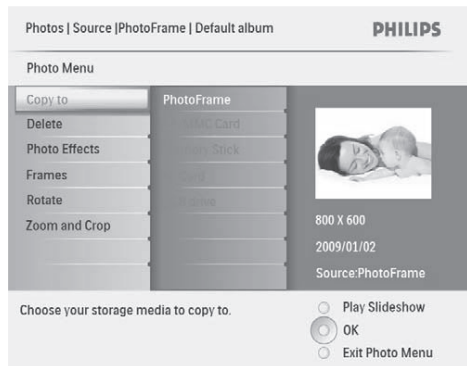 Photos | Source |PhotoFrame | Default album
PHILIPS
Photo Menu
Copy to
PhotoFrame
Delete
Card
Photo Effects
Stick
Frames
Rotate
Zoom and Crop
800 X 600
2009/01/02
Source:PhotoFrame
Choose your storage media to copy to.
Play Slideshow
OK
Exit Photo Menu